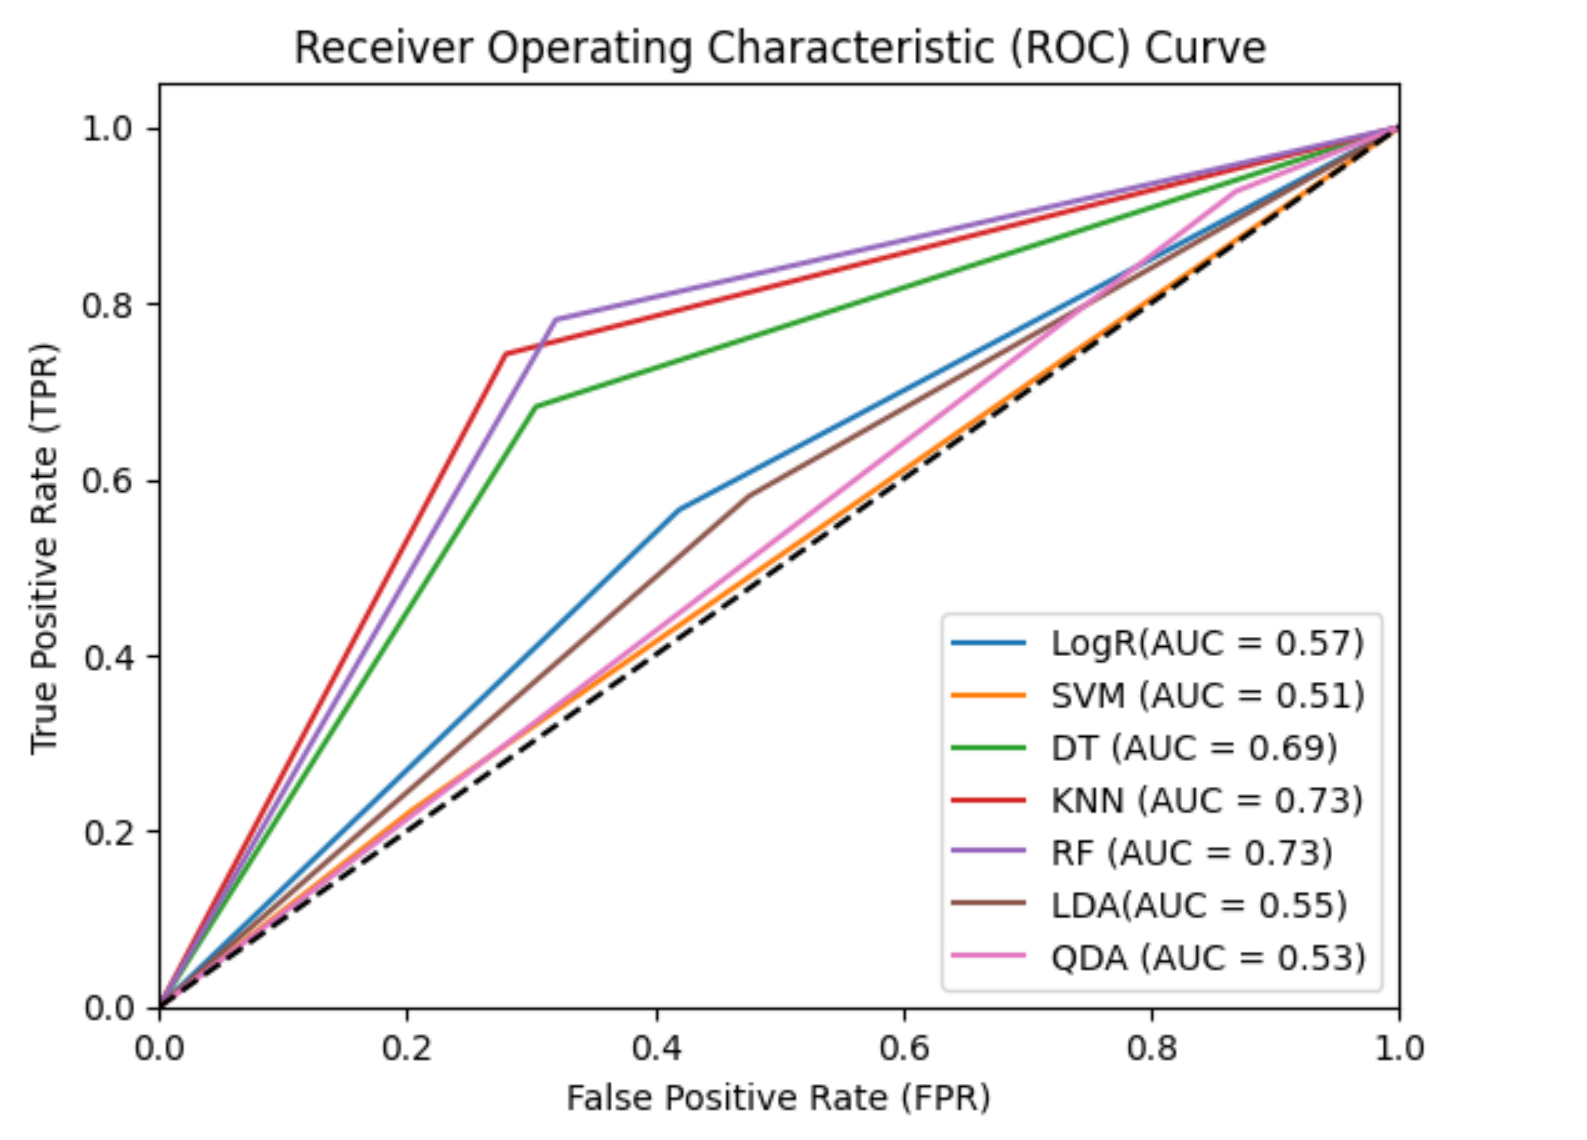 Receiver Operating Characteristic (ROC) Curve
1.0
0.8
0.6
0.4
0.2
0.0
True Positive Rate (TPR)
LogR(AUC = 0.57)
SVM (AUC = 0.51)
DT (AUC = 0.69)
KNN (AUC = 0.73)
RF (AUC = 0.73)
LDA(AUC = 0.55)
QDA (AUC = 0.53)
0.0 0.2 0.4 0.6 0.8 1.0
False Positive Rate (FPR)